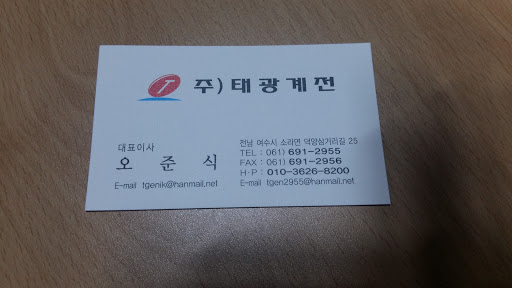 T
주)태광계전
대표이사
오 준 식
E-mail tgenik@hanmail.net
전남 여수시 소라면 덕양삼거리길 25
TEL : 061) 691-2955
FAX : 061) 691-2956
H·P : 010-3626-8200
E-mail tgen2955@hanmail.net